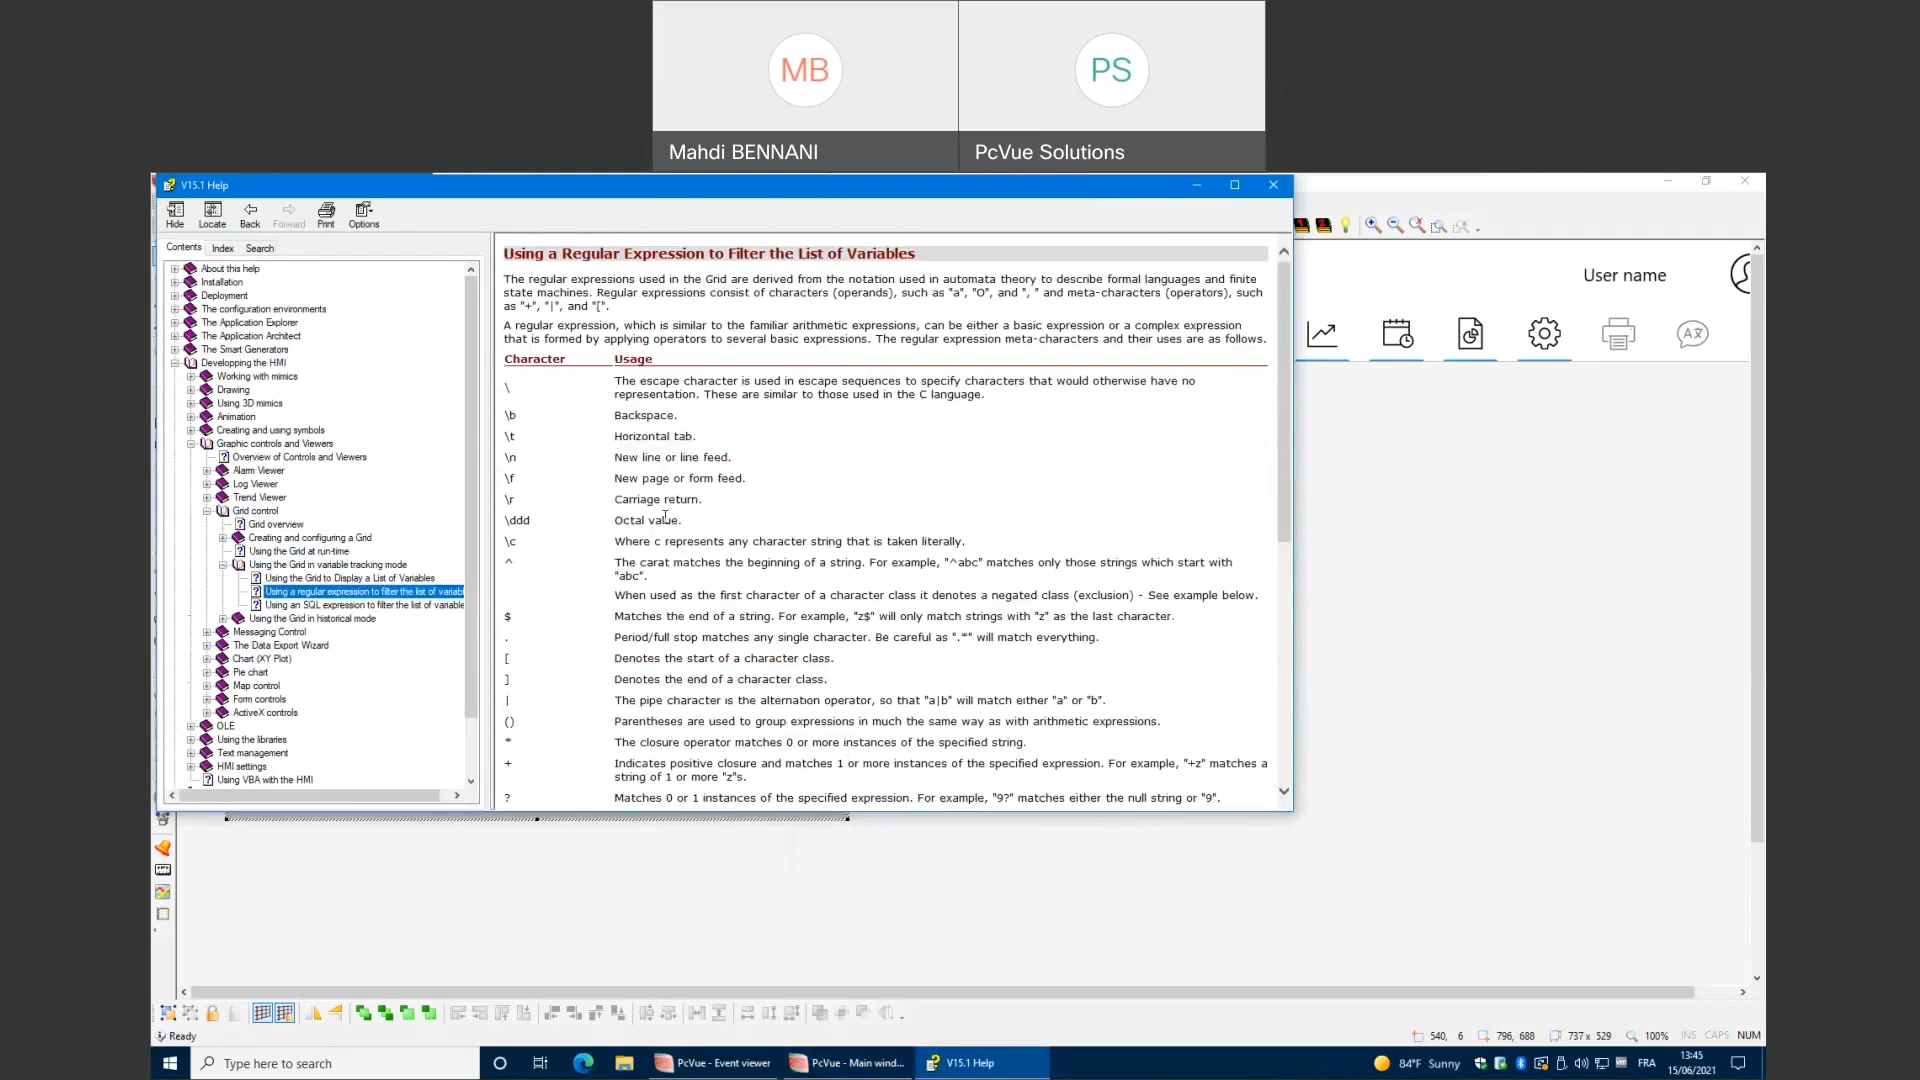 MB
PS
Mahdi BENNANI
PcVue Solutions
V15.1 Help
Hide
Locate
Back
Forward
Print
Options
Contents
Index
Search
About this help
Installation
Deployment
The configuration environments
The Application Explorer
The Application Architect
The Smart Generators
Developping the HMI
Working with mimics
Drawing
Using 3D mimics
Animation
Creating and using symbols
Graphic controls and Viewers
Overview of Controls and Viewers
Alarm Viewer
Log Viewer
Trend Viewer
Grid control
Grid overview
Creating and configuring a Grid
Using the Grid at run-time
Using the Grid in variable tracking mode
Using the Grid to Display a List of Variables
Using a regular expression to filter the list of variab
Using an SQL expression to filter the list of variable
Using the Grid in historical mode
Messaging Control
The Data Export Wizard
Chart (XY Plot)
Pie chart
Map control
Form controls
ActiveX controls
OLE
Using the libraries
Text management
HMI settings
Using VBA with the HMI
Using a Regular Expression to Filter the List of Variables
The regular expressions used in the Grid are derived from the notation used in automata theory to describe formal languages and finite
state machines. Regular expressions consist of characters (operands), such as "a", "O", and ", " and meta-characters (operators), such
as "+", "|", and "[".
A regular expression, which is similar to the familiar arithmetic expressions, can be either a basic expression or a complex expression
that is formed by applying operators to several basic expressions. The regular expression meta-characters and their uses are as follows.
Character Usage
\ The escape character is used in escape sequences to specify characters that would otherwise have no
representation. These are similar to those used in the C language.
\b Backspace.
\t Horizontal tab.
\n New line or line feed.
\f New page or form feed.
\r Carriage return.
\ddd Octal value.
\c Where c represents any character string that is taken literally.
^ The carat matches the beginning of a string. For example, "^abc" matches only those strings which start with
"abc".
When used as the first character of a character class it denotes a negated class (exclusion) - See example below.
$ Matches the end of a string. For example, "z$" will only match strings with "z" as the last character.
. Period/full stop matches any single character. Be careful as ".*" will match everything.
[ Denotes the start of a character class.
] Denotes the end of a character class.
| The pipe character is the alternation operator, so that "a|b" will match either "a" or "b".
() Parentheses are used to group expressions in much the same way as with arithmetic expressions.
* The closure operator matches 0 or more instances of the specified string.
+ Indicates positive closure and matches 1 or more instances of the specified expression. For example, "+z" matches a
string of 1 or more "z"s.
? Matches 0 or 1 instances of the specified expression. For example, "9?" matches either the null string or "9".
User name
Ready
540, 6
796, 688
737 x 529
100%
INS CAPS NUM
Type here to search
PcVue - Event viewer
PcVue - Main wind...
V15.1 Help
84°F Sunny
FRA
13:45
15/06/2021